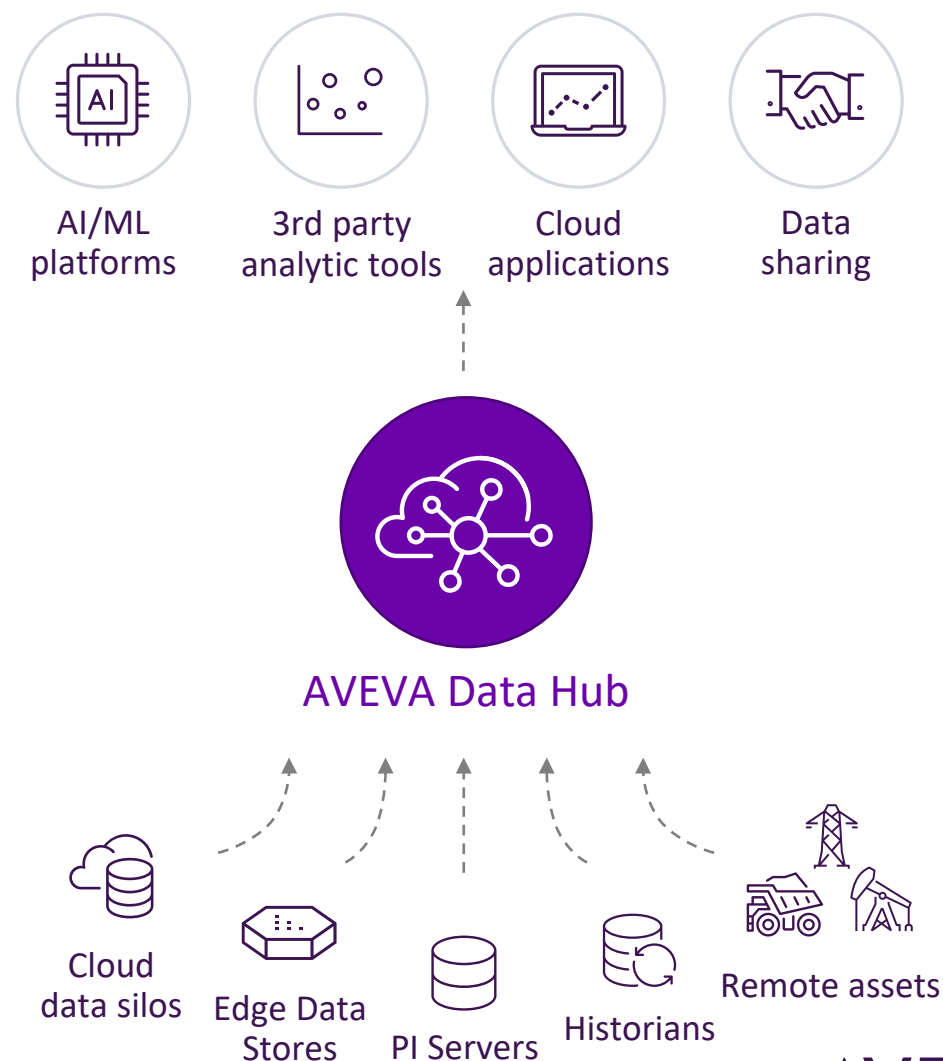 AI
AI/ML
platforms
3rd party
analytic tools
Cloud
applications
Data
sharing
AVEVA Data Hub
Cloud
data silos
Edge Data
Stores
PI Servers
Historians
Remote assets